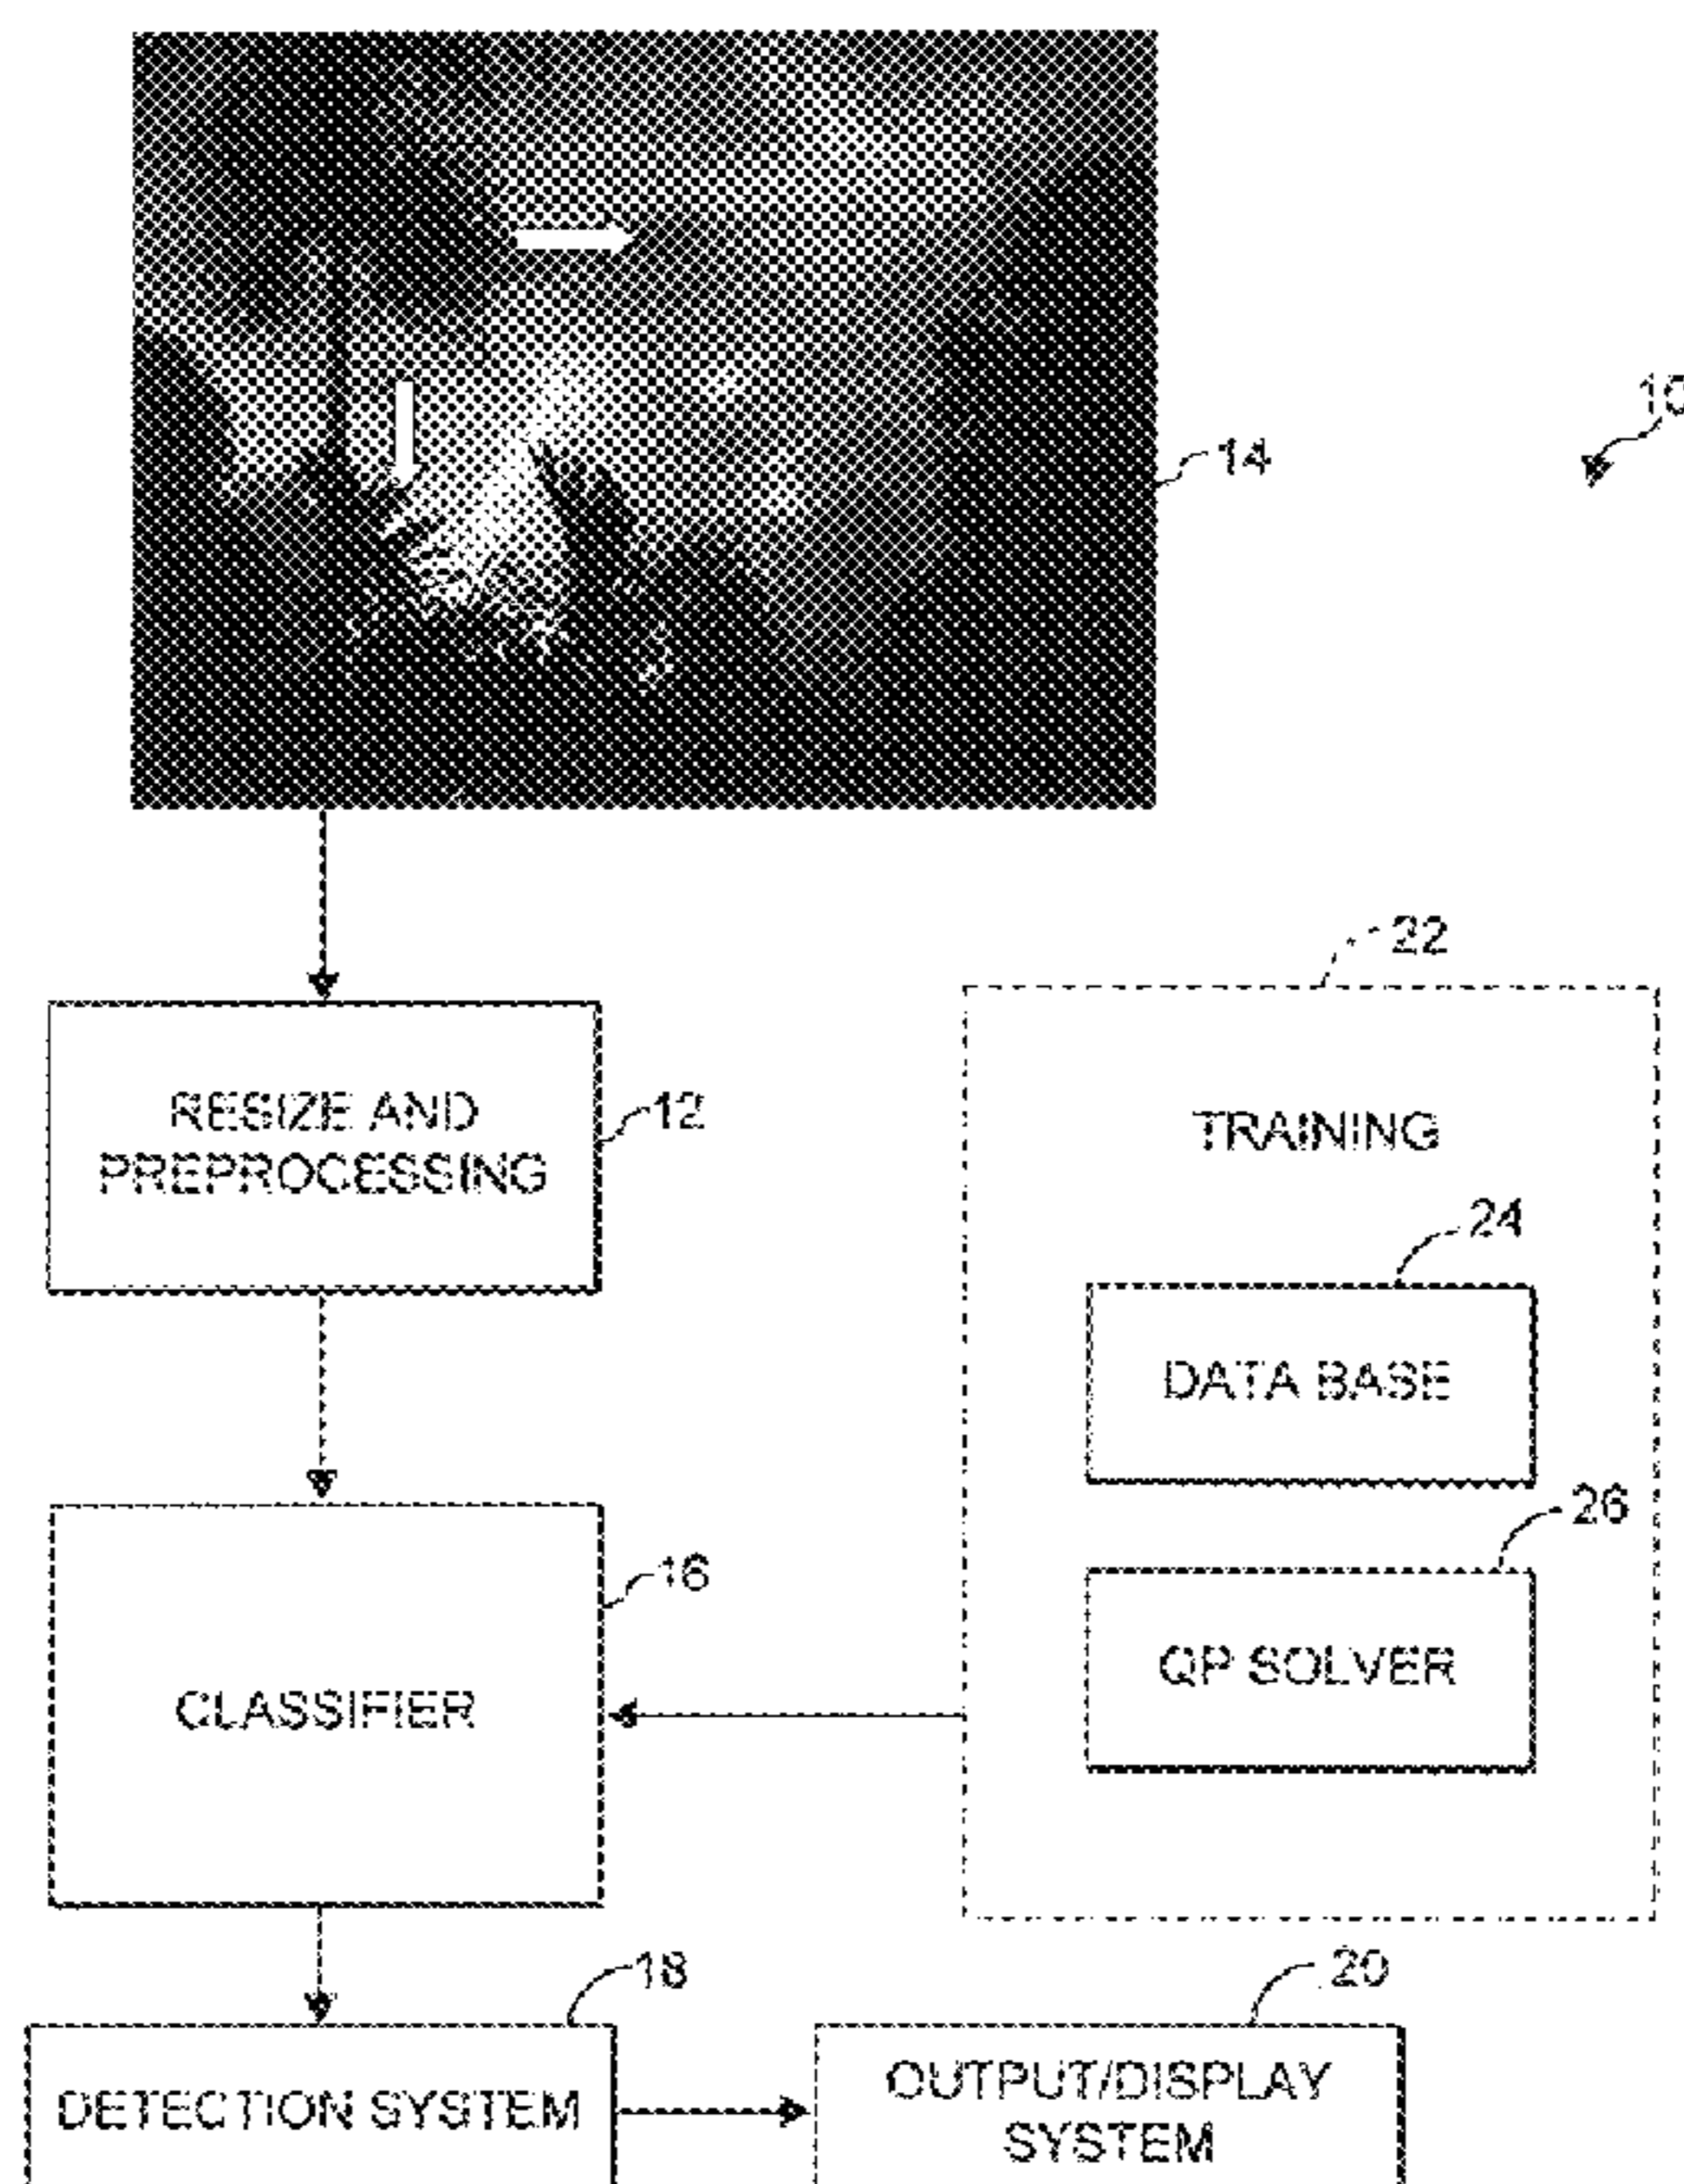 10
14
22
RESIZE AND
PREPROCESSING
12
TRAINING
24
DATA BASE
26
QP SOLVER
16
CLASSIFIER
18
DETECTION SYSTEM
20
OUTPUT/DISPLAY
SYSTEM